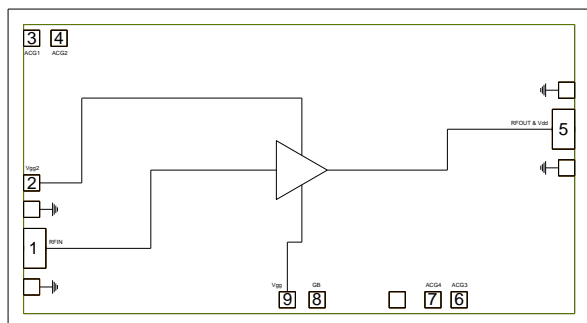 3 4
ACG1 ACG2
RFOUT & Vdd 5
Vgg2
2
1 RFIN
Vgg GB ACG4 ACG3
9 8 7 6